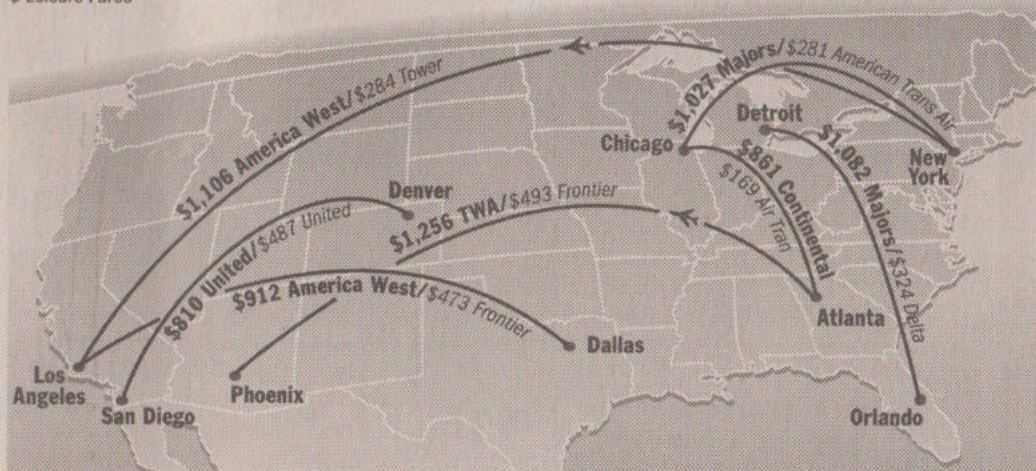 $ Leisure Fares
$1,106 America West/$284 Tower
$1,027 Majors/$281 American Trans Air
Detroit
Chicago
New
York
$861 Continental
$169 Air Tran
$1,082 Majors/$324 Delta
Denver
$1,256 TWA/$493 Frontier
$810 United/$487 United
$912 America West/$473 Frontier
Atlanta
Dallas
Los
Angeles
Phoenix
San Diego
Orlando